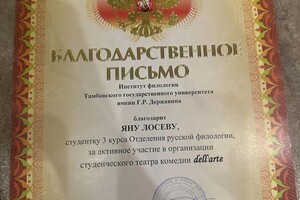 БЛАГОДАРСТВЕННОЕ
ПИСЬМО
Институт филологии
Тамбовского государственного университета
имени Г.Р. Державина
благодарит
ЯНУ ЛОСЕВУ,
студентку 3 курса Отделения русской филологии,
за активное участие в организации
студенческого театра комедии dell'arte